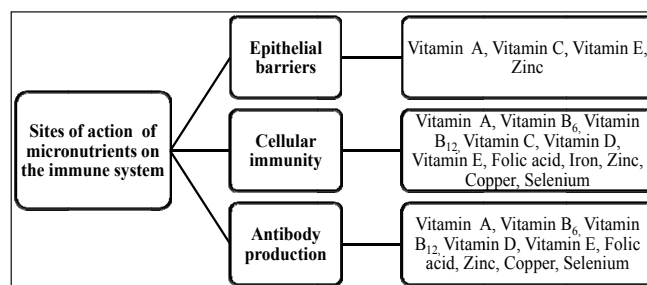 Epithelial
barriers
Vitamin A, Vitamin C, Vitamin E,
Zinc
Sites of action of
micronutrients on
the immune system
Cellular
immunity
Vitamin A, Vitamin B6, Vitamin
B12, Vitamin C, Vitamin D,
Vitamin E, Folic acid, Iron, Zinc,
Copper, Selenium
Antibody
production
Vitamin A, Vitamin B6, Vitamin
B12, Vitamin D, Vitamin E, Folic
acid, Zinc, Copper, Selenium